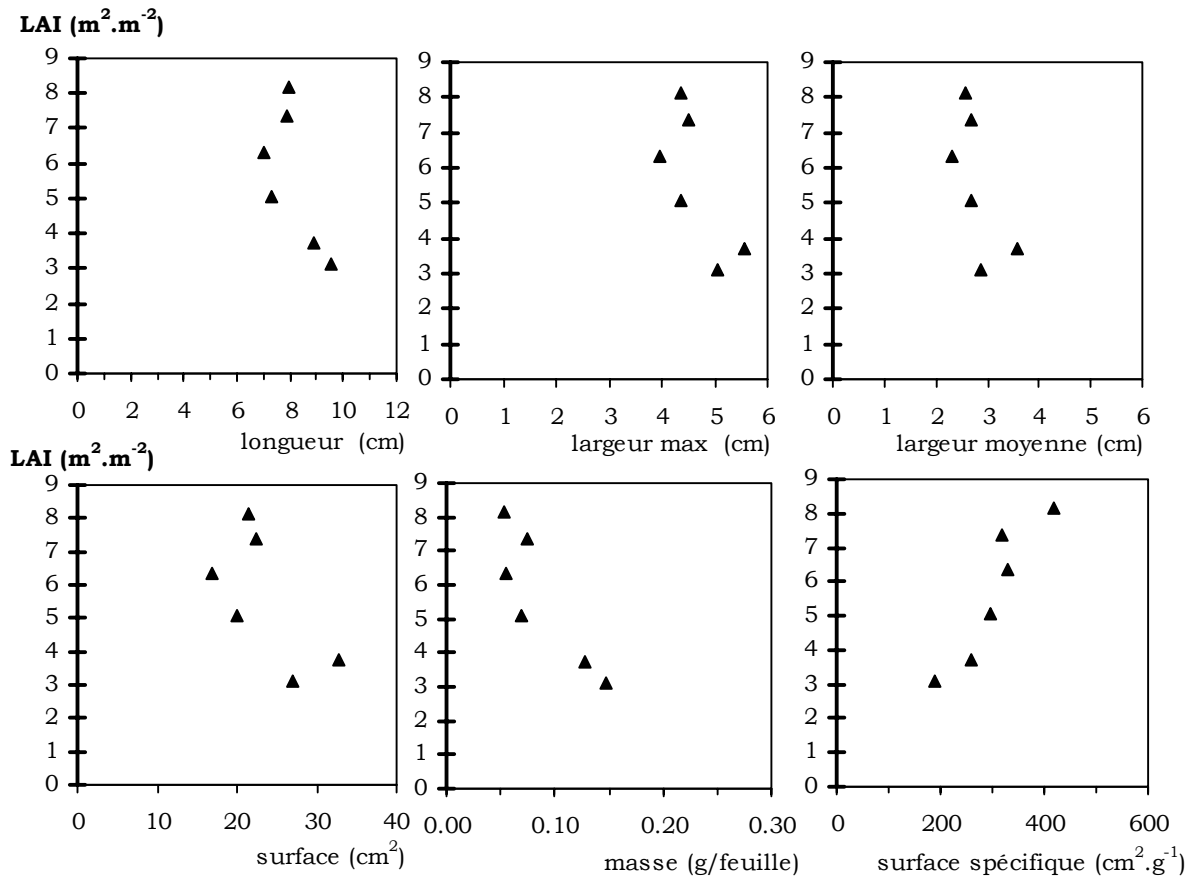 LAI (m².m⁻²)
9 9 9
8 8 8
7 7 7
6 6 6
5 5 5
4 4 4
3 3 3
2 2 2
1 1 1
0 0 0
0 2 4 6 8 10 12 0 1 2 3 4 5 6 0 1 2 3 4 5 6
longueur (cm) largeur max (cm) largeur moyenne (cm)
LAI (m².m⁻²)
9 9 9
8 8 8
7 7 7
6 6 6
5 5 5
4 4 4
3 3 3
2 2 2
1 1 1
0 0 0
0 10 20 30 40 0.00 0.10 0.20 0.30 0 200 400 600
surface (cm²) masse (g/feuille) surface spécifique (cm².g⁻¹)